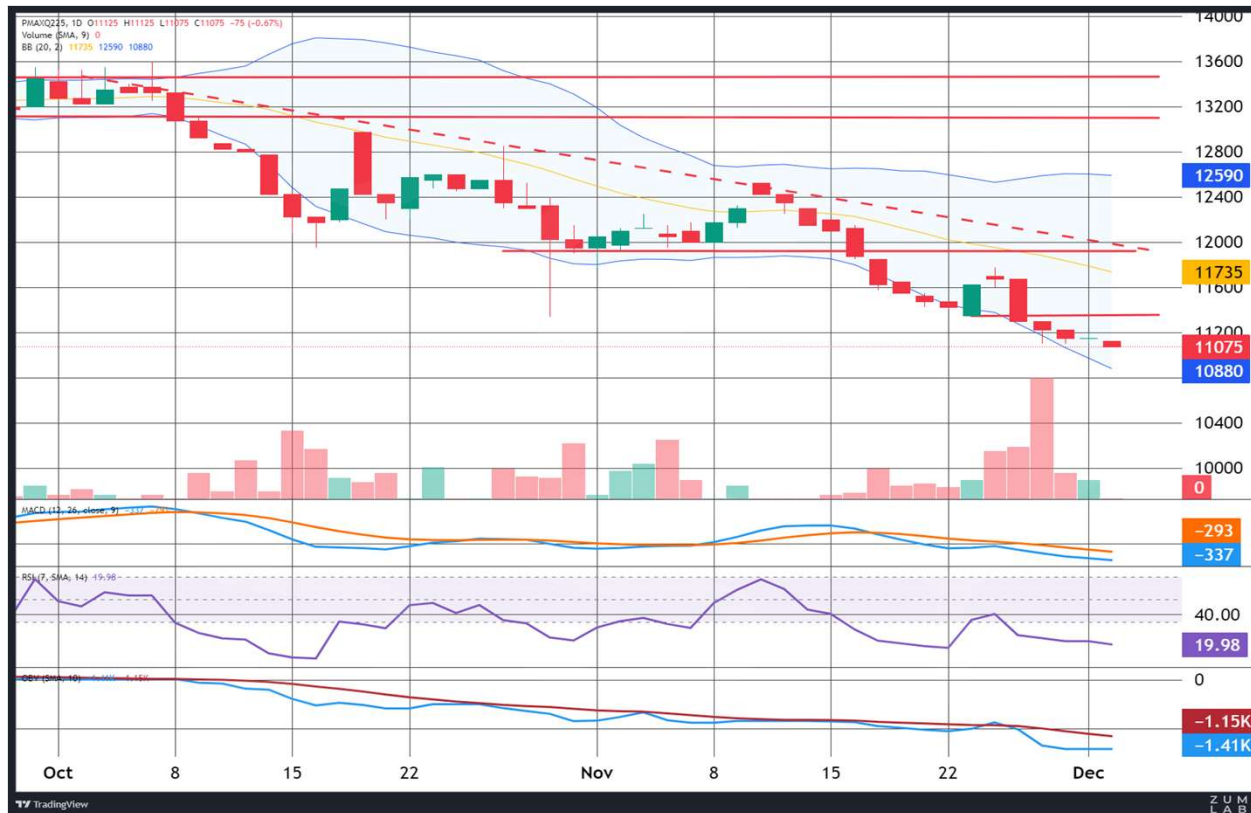 PMAXQ225, 1D O11125 H11125 L11075 C11075 −75 (−0.67%)
Volume (SMA, 9) 0
BB (20, 2) 11735 12590 10880
14000
13600
13200
12800
12590
12400
12000
11735
11600
11200
11075
10880
10400
10000
0
MACD (12, 26, close, 9) −337
−293
−337
RSI (7, SMA, 14) 19.98
40.00
19.98
OBV (SMA, 10)
0
−1.15K
−1.41K
Oct 8 15 22 Nov 8 15 22 Dec
TradingView
ZUM
LAB